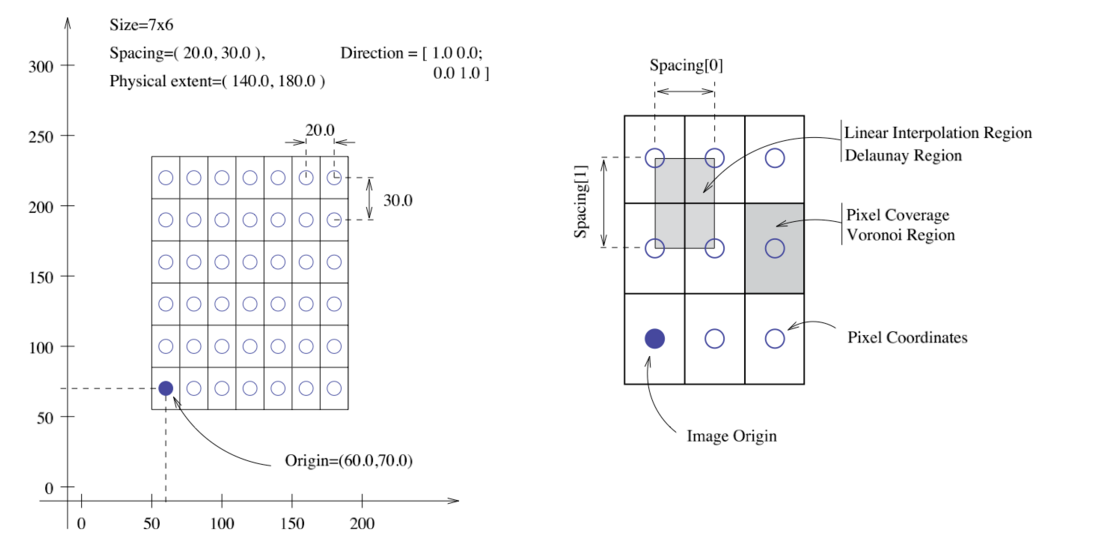 Size=7x6
Spacing=( 20.0, 30.0 ),
Direction = [ 1.0 0.0;
0.0 1.0 ]
Physical extent=( 140.0, 180.0 )
300
250
200
150
100
50
0
0
50
100
150
200
20.0
30.0
Origin=(60.0,70.0)
Spacing[0]
Spacing[1]
Linear Interpolation Region
Delaunay Region
Pixel Coverage
Voronoi Region
Pixel Coordinates
Image Origin